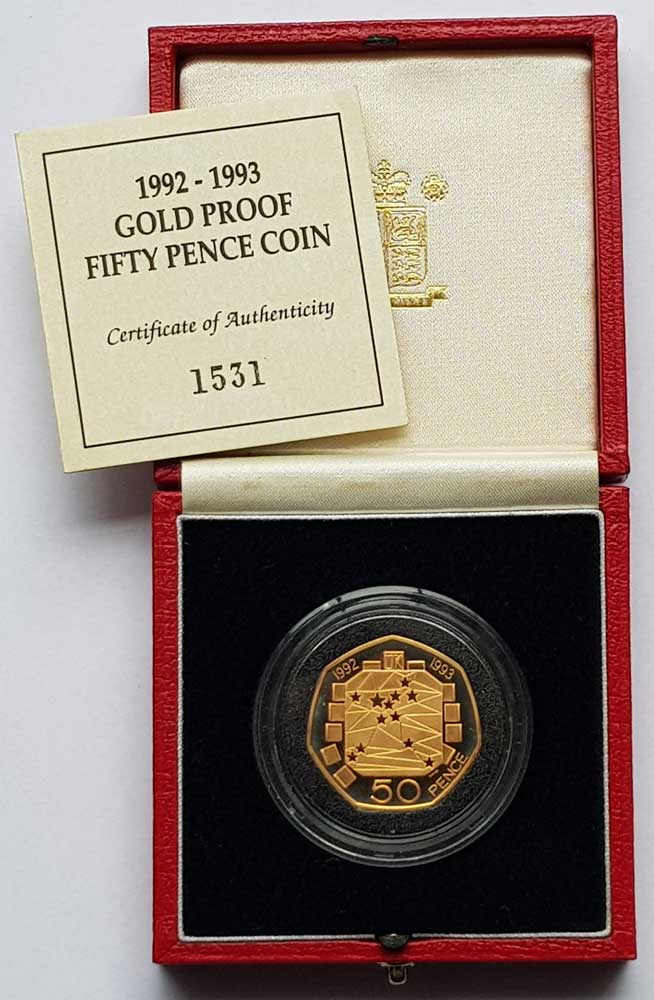 1992 - 1993
GOLD PROOF
FIFTY PENCE COIN
Certificate of Authenticity
1531
1992 UK 1993
50 PENCE